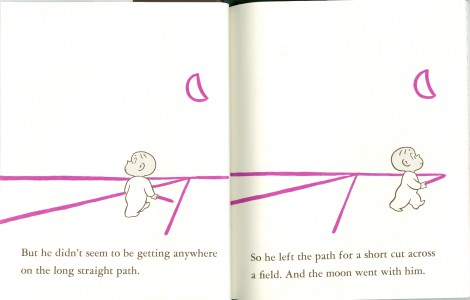 But he didn't seem to be getting anywhere
on the long straight path.
So he left the path for a short cut across
a field. And the moon went with him.